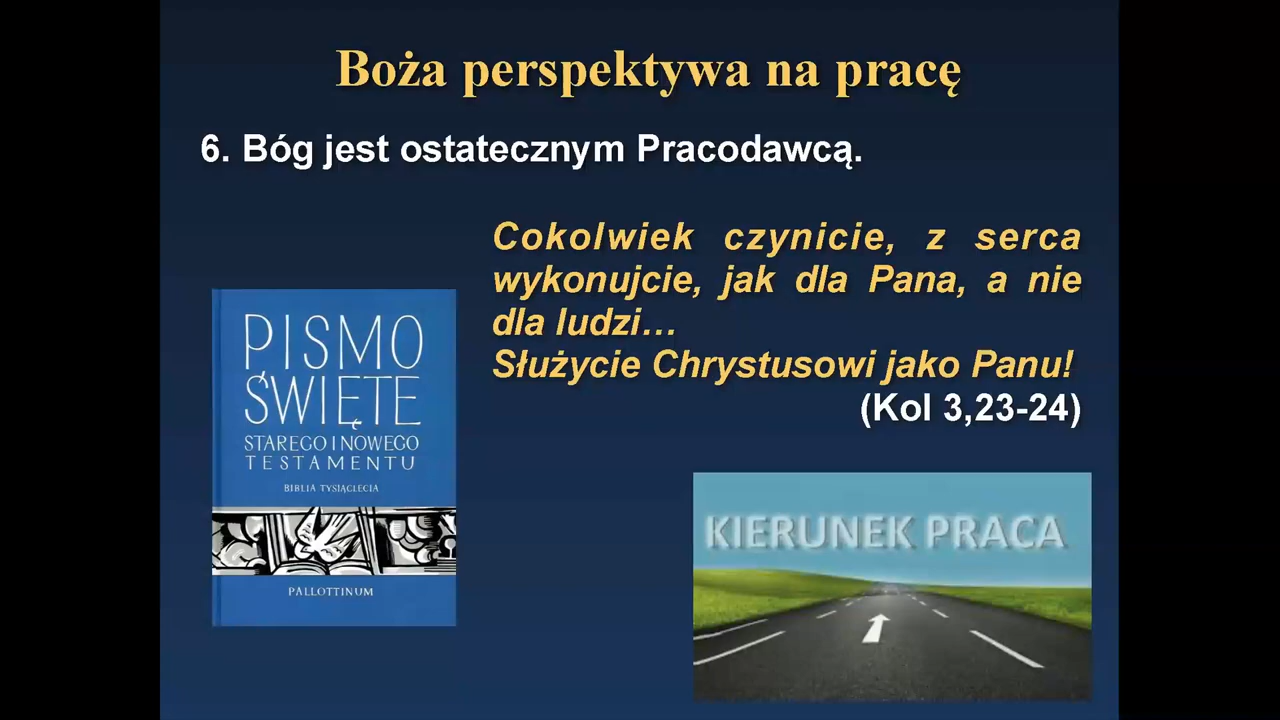 Boża perspektywa na pracę
6. Bóg jest ostatecznym Pracodawcą.
Cokolwiek czynicie, z serca
wykonujcie, jak dla Pana, a nie
dla ludzi…
Służycie Chrystusowi jako Panu!
(Kol 3,23-24)
PISMO
ŚWIĘTE
STAREGO I NOWEGO
TESTAMENTU
BIBLIA TYSIĄCLECIA
PALLOTTINUM
KIERUNEK PRACA